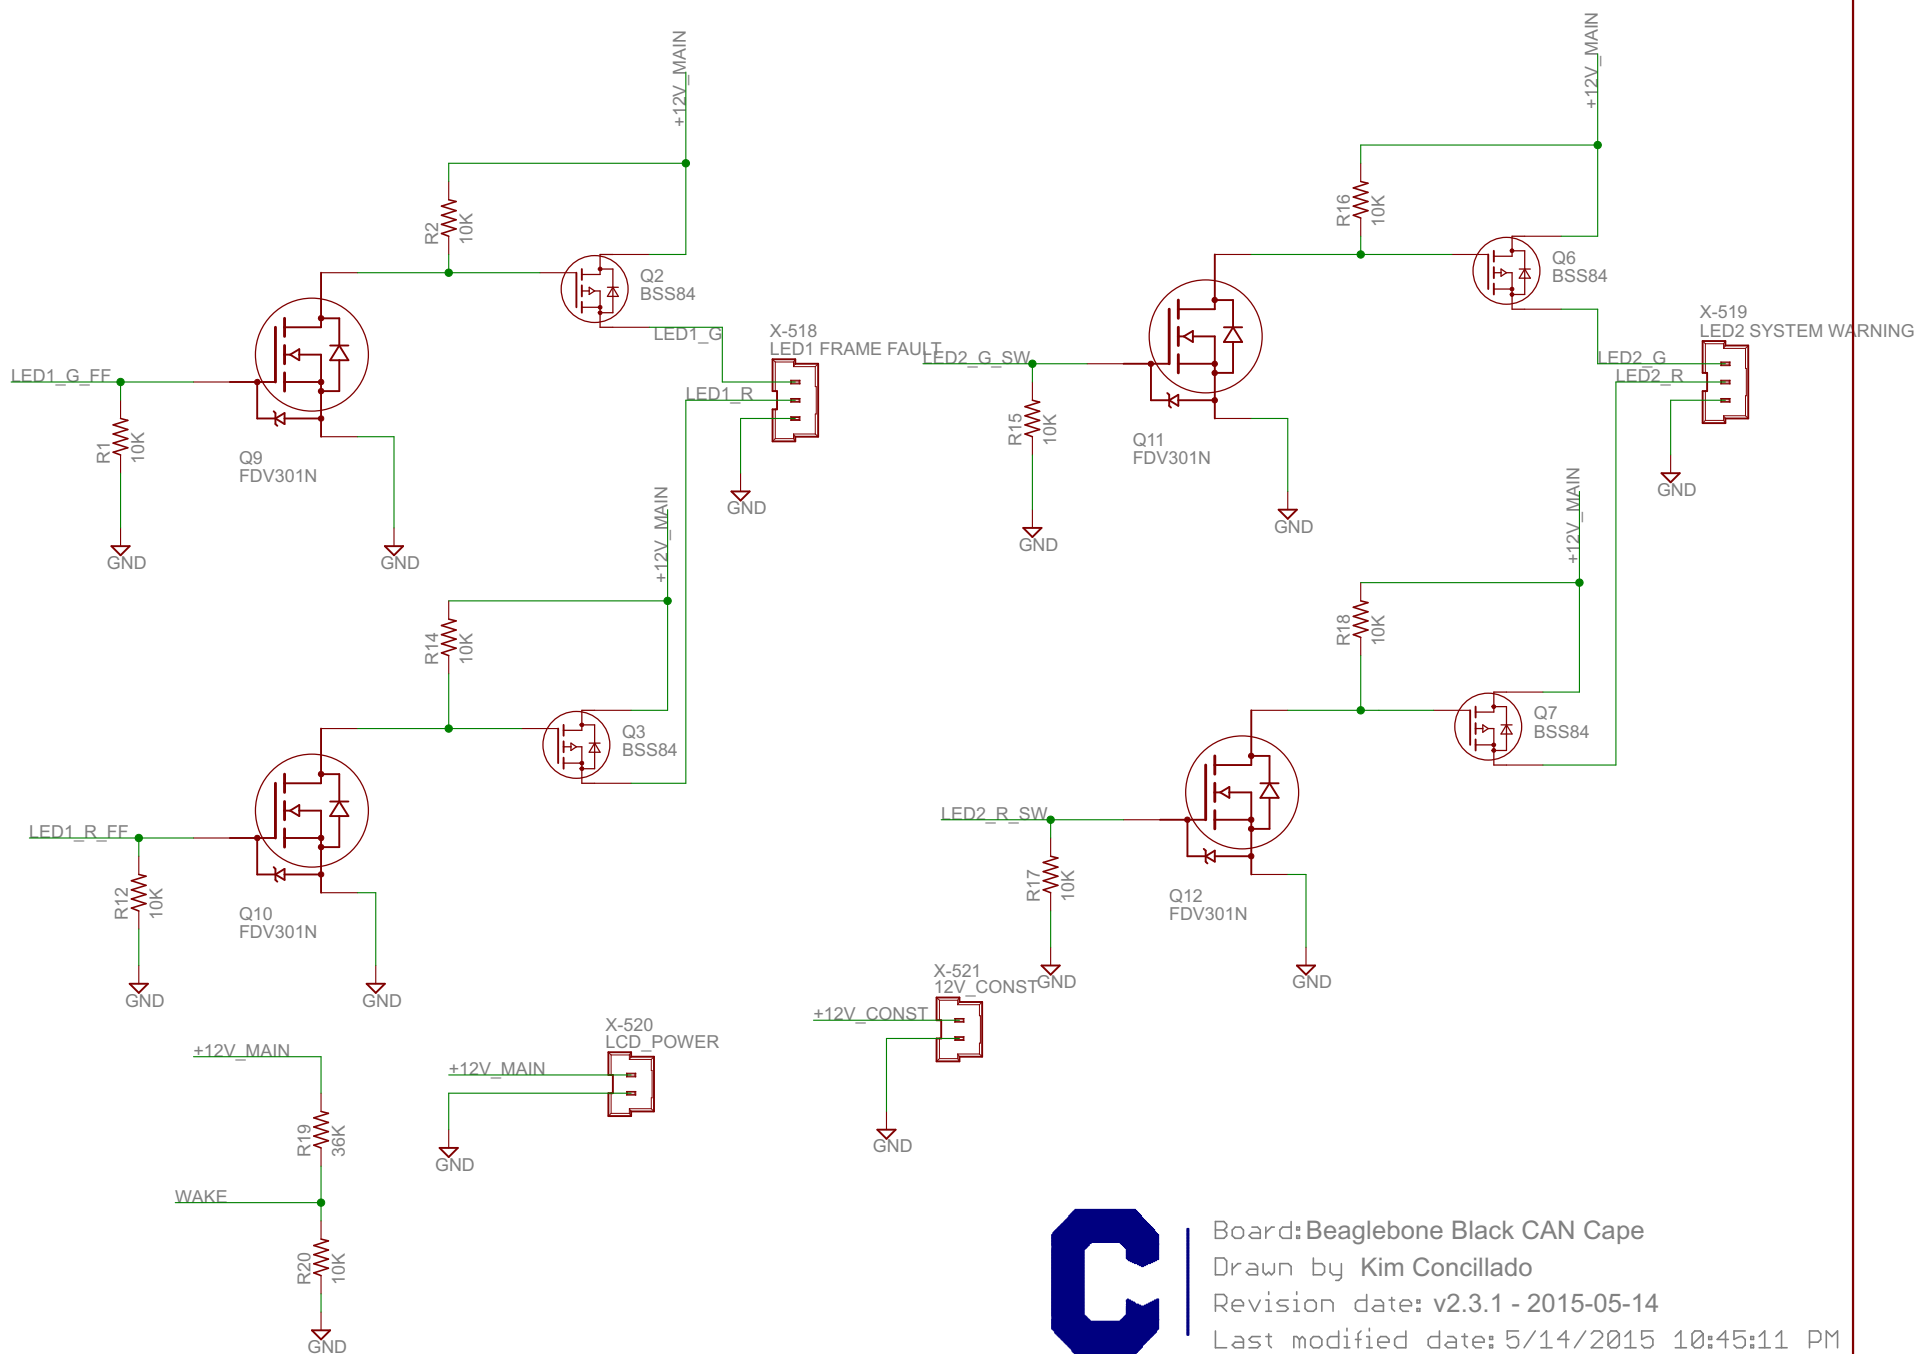 +12V_MAIN
R2
10K
Q2
BSS84
LED1_G
X-518
LED1 FRAME FAULT
LED1_R
GND
LED1_G_FF
R1
10K
GND
Q9
FDV301N
GND
+12V_MAIN
R14
10K
Q3
BSS84
LED1_R_FF
R12
10K
GND
Q10
FDV301N
GND
+12V_MAIN
R16
10K
Q6
BSS84
X-519
LED2 SYSTEM WARNING
LED2_G
LED2_R
GND
LED2_G_SW
R15
10K
GND
Q11
FDV301N
GND
+12V_MAIN
R18
10K
Q7
BSS84
LED2_R_SW
R17
10K
GND
Q12
FDV301N
GND
+12V_MAIN
R19
36K
WAKE
R20
10K
GND
X-520
LCD_POWER
+12V_MAIN
GND
X-521
12V_CONST
+12V_CONST
GND
C
Board: Beaglebone Black CAN Cape
Drawn by Kim Concillado
Revision date: v2.3.1 - 2015-05-14
Last modified date: 5/14/2015 10:45:11 PM